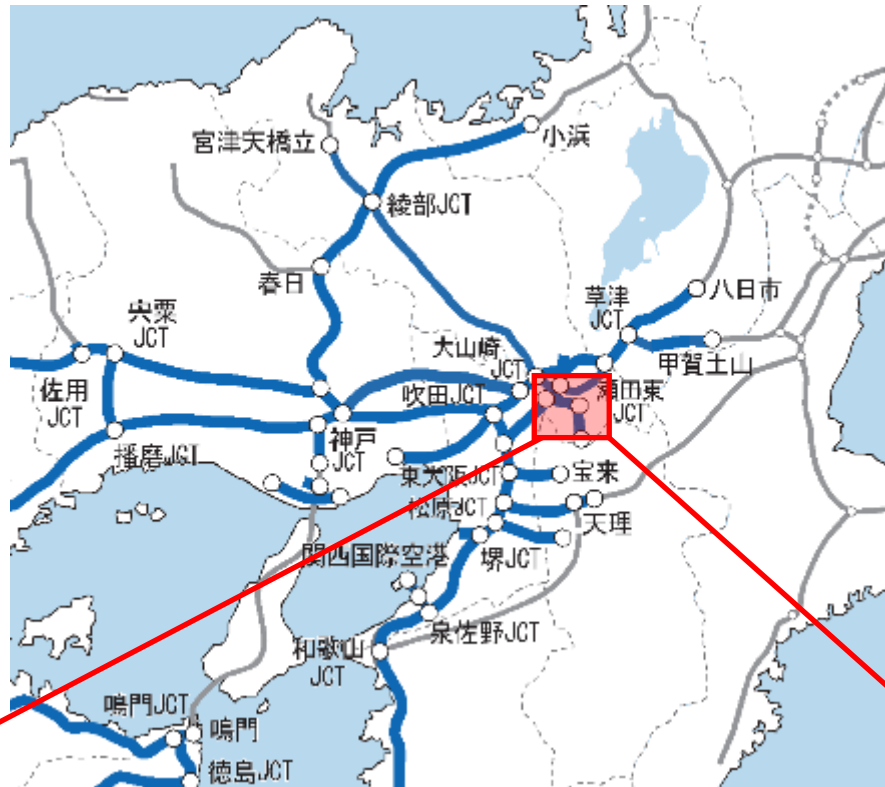 宮津天橋立
小浜
綾部JCT
春日
八日市
草津
JCT
宍粟
JCT
大山崎
JCT
甲賀土山
佐用
JCT
吹田JCT
瀬田東
JCT
播磨JCT
神戸
JCT
東大阪JCT
宝来
松原JCT
天理
関西国際空港
堺JCT
泉佐野JCT
和歌山
JCT
鳴門JCT
鳴門
徳島JCT